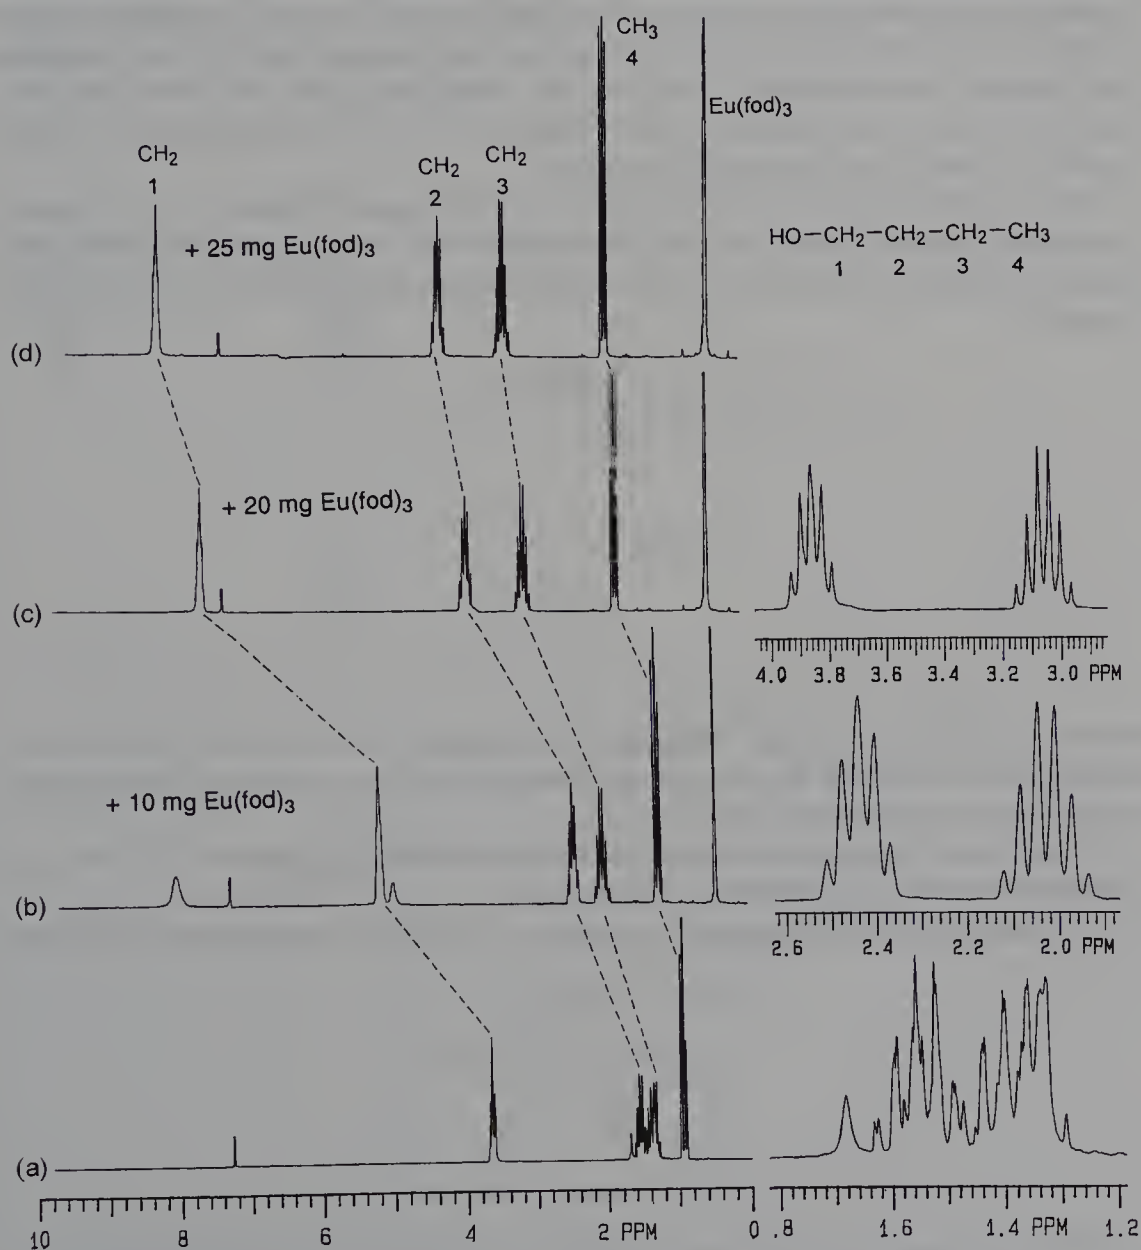 CH₃
4
Eu(fod)₃
CH₂
1
CH₂
2
CH₂
3
+ 25 mg Eu(fod)₃
HO—CH₂—CH₂—CH₂—CH₃
1 2 3 4
(d)
+ 20 mg Eu(fod)₃
(c)
4.0 3.8 3.6 3.4 3.2 3.0 PPM
+ 10 mg Eu(fod)₃
(b)
2.6 2.4 2.2 2.0 PPM
(a)
10 8 6 4 2 PPM 0
.8 1.6 1.4 PPM 1.2